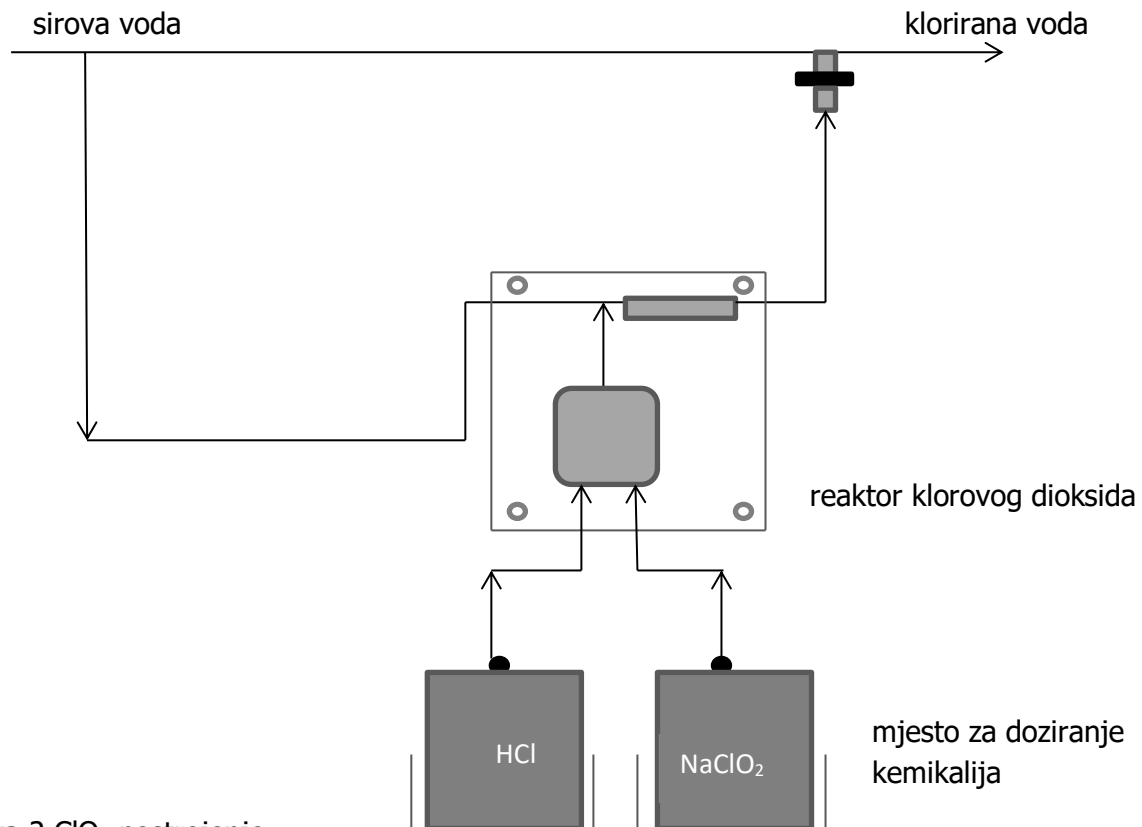 sirova voda
klorirana voda
reaktor klorovog dioksida
HCl
NaClO₂
mjesto za doziranje
kemikalija